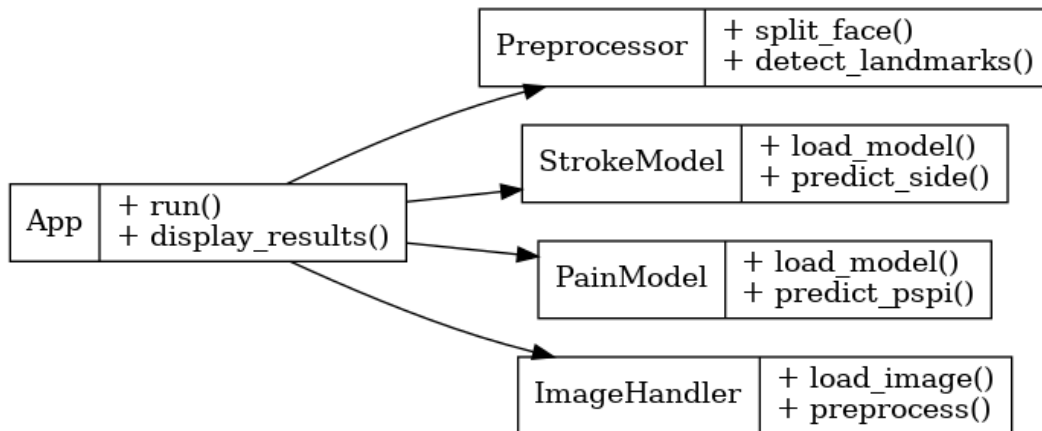 Preprocessor
+ split_face()
+ detect_landmarks()
StrokeModel
+ load_model()
+ predict_side()
App
+ run()
+ display_results()
PainModel
+ load_model()
+ predict_pspi()
ImageHandler
+ load_image()
+ preprocess()